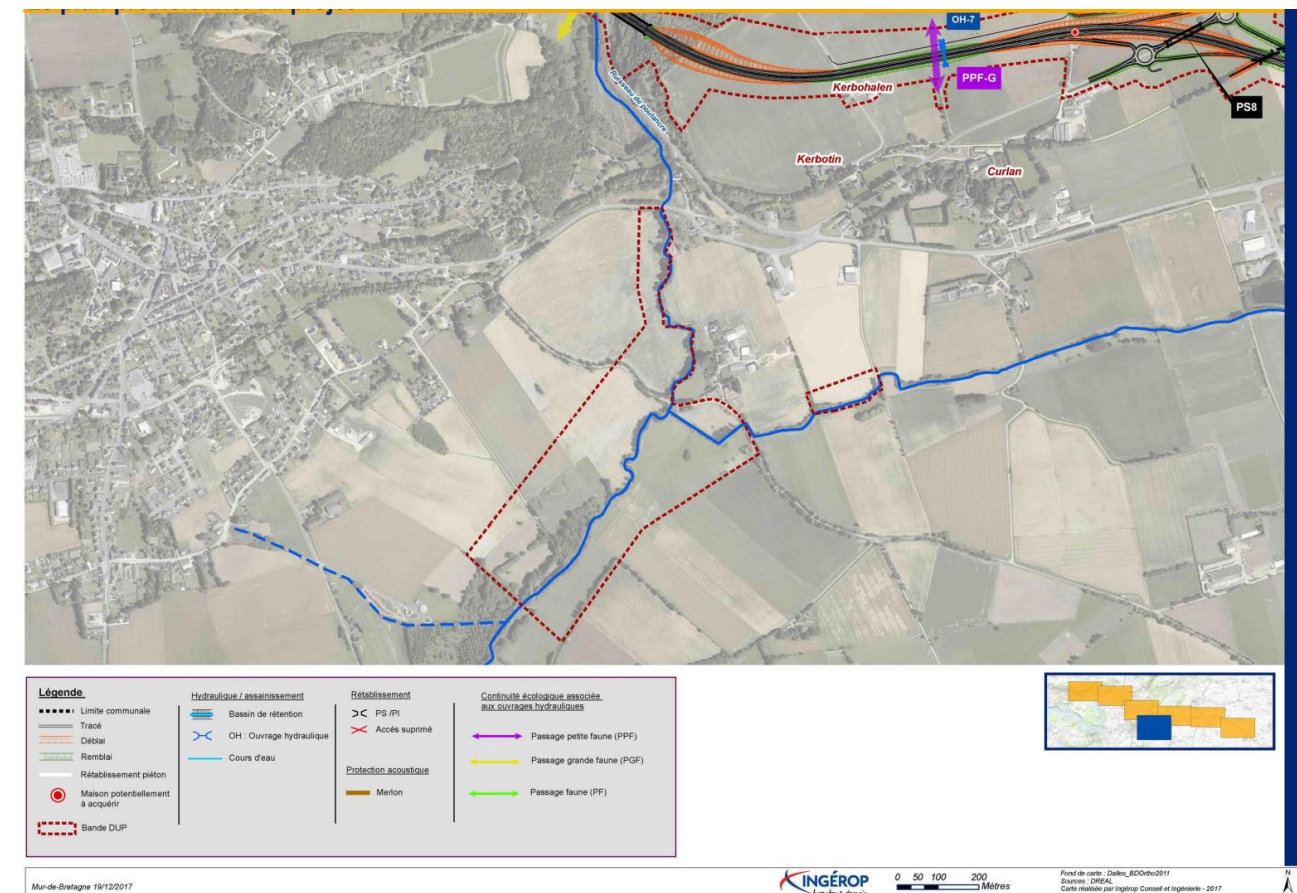 OH-7
PPF-G
PS8
Ruisseau de poulancre
Kerbohalen
Kerbotin
Curlan
Légende
Limite communale
Tracé
Déblai
Remblai
Rétablissement piéton
Maison potentiellement
à acquérir
Bande DUP
Hydraulique / assainissement
Bassin de rétention
OH : Ouvrage hydraulique
Cours d'eau
Rétablissement
PS /PI
Accés suprimé
Protection acoustique
Merlon
Continuité écologique associée
aux ouvrages hydrauliques
Passage petite faune (PPF)
Passage grande faune (PGF)
Passage faune (PF)
Mur-de-Bretagne 19/12/2017
INGÉROP
0 50 100 200
Mètres
Fond de carte : Dalles_BDOrtho2011
Sources : DREAL
Carte réalisée par Ingérop Conseil et Ingénierie - 2017
N